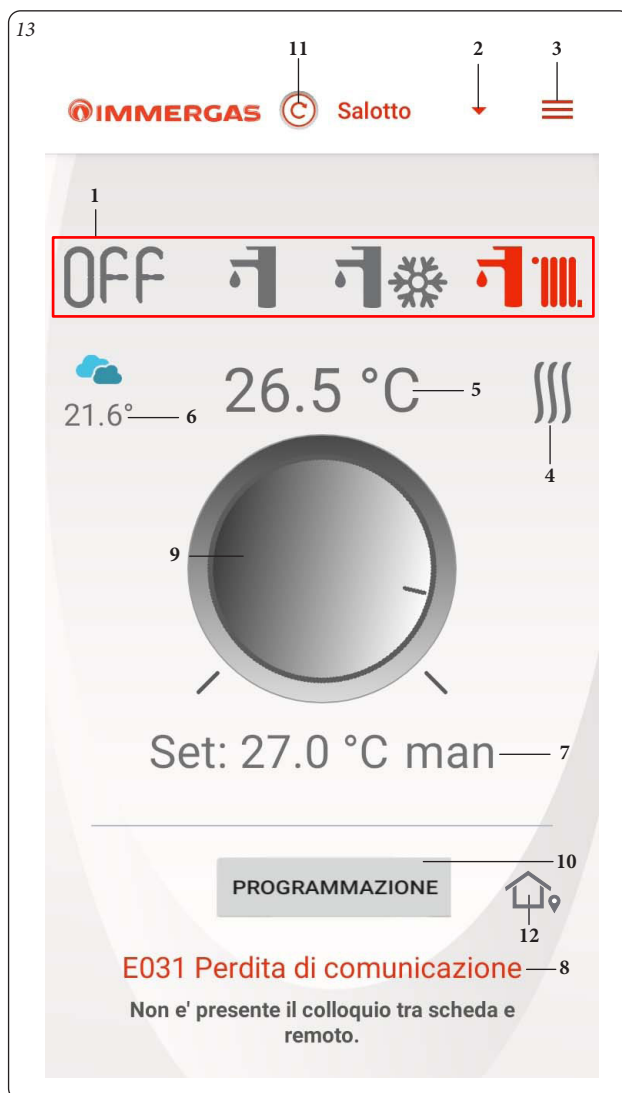 13
11
2
3
IMMERGAS © Salotto
1
OFF
26.5 °C
5
21.6°
6
4
9
Set: 27.0 °C man
7
10
PROGRAMMAZIONE
12
E031 Perdita di comunicazione
8
Non e' presente il colloquio tra scheda e
remoto.